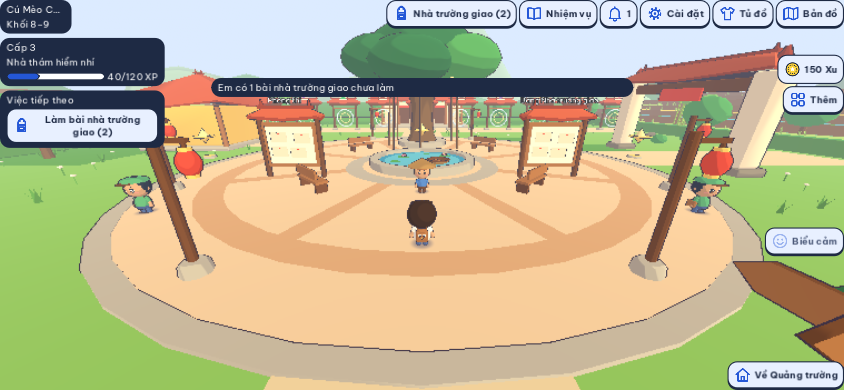 Cú Mèo C...
Khối 8-9
Nhà trường giao (2)
Nhiệm vụ
1
Cài đặt
Tủ đồ
Bản đồ
Cấp 3
Nhà thám hiểm nhí
40/120 XP
150 Xu
Thêm
Em có 1 bài nhà trường giao chưa làm
Việc tiếp theo
Làm bài nhà trường
giao (2)
Biểu cảm
Về Quảng trường